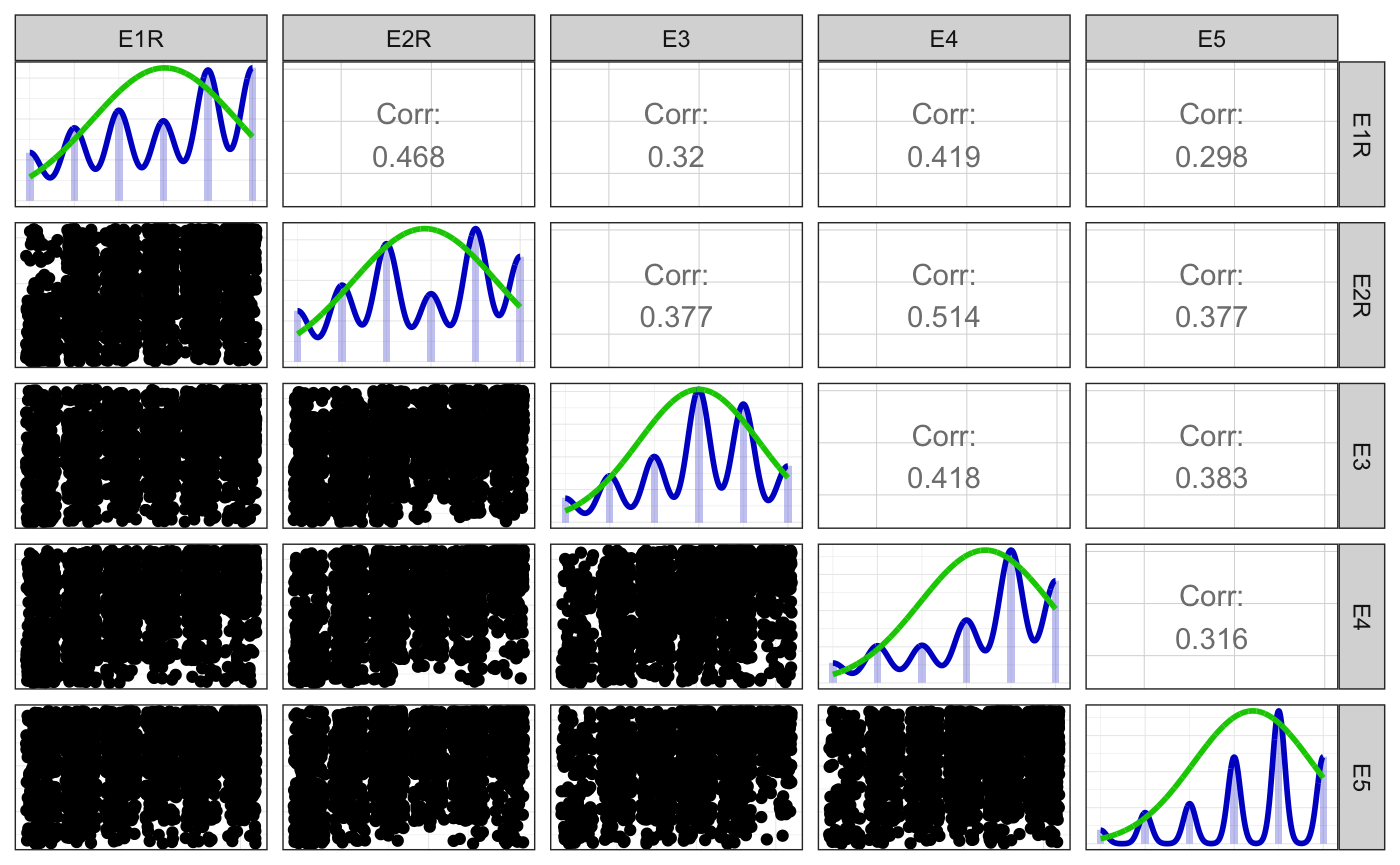 E1R E2R E3 E4 E5
Corr: Corr: Corr: Corr:
0.468 0.32 0.419 0.298
E1R
Corr: Corr: Corr:
0.377 0.514 0.377
E2R
Corr: Corr:
0.418 0.383
E3
Corr:
0.316
E4
E5